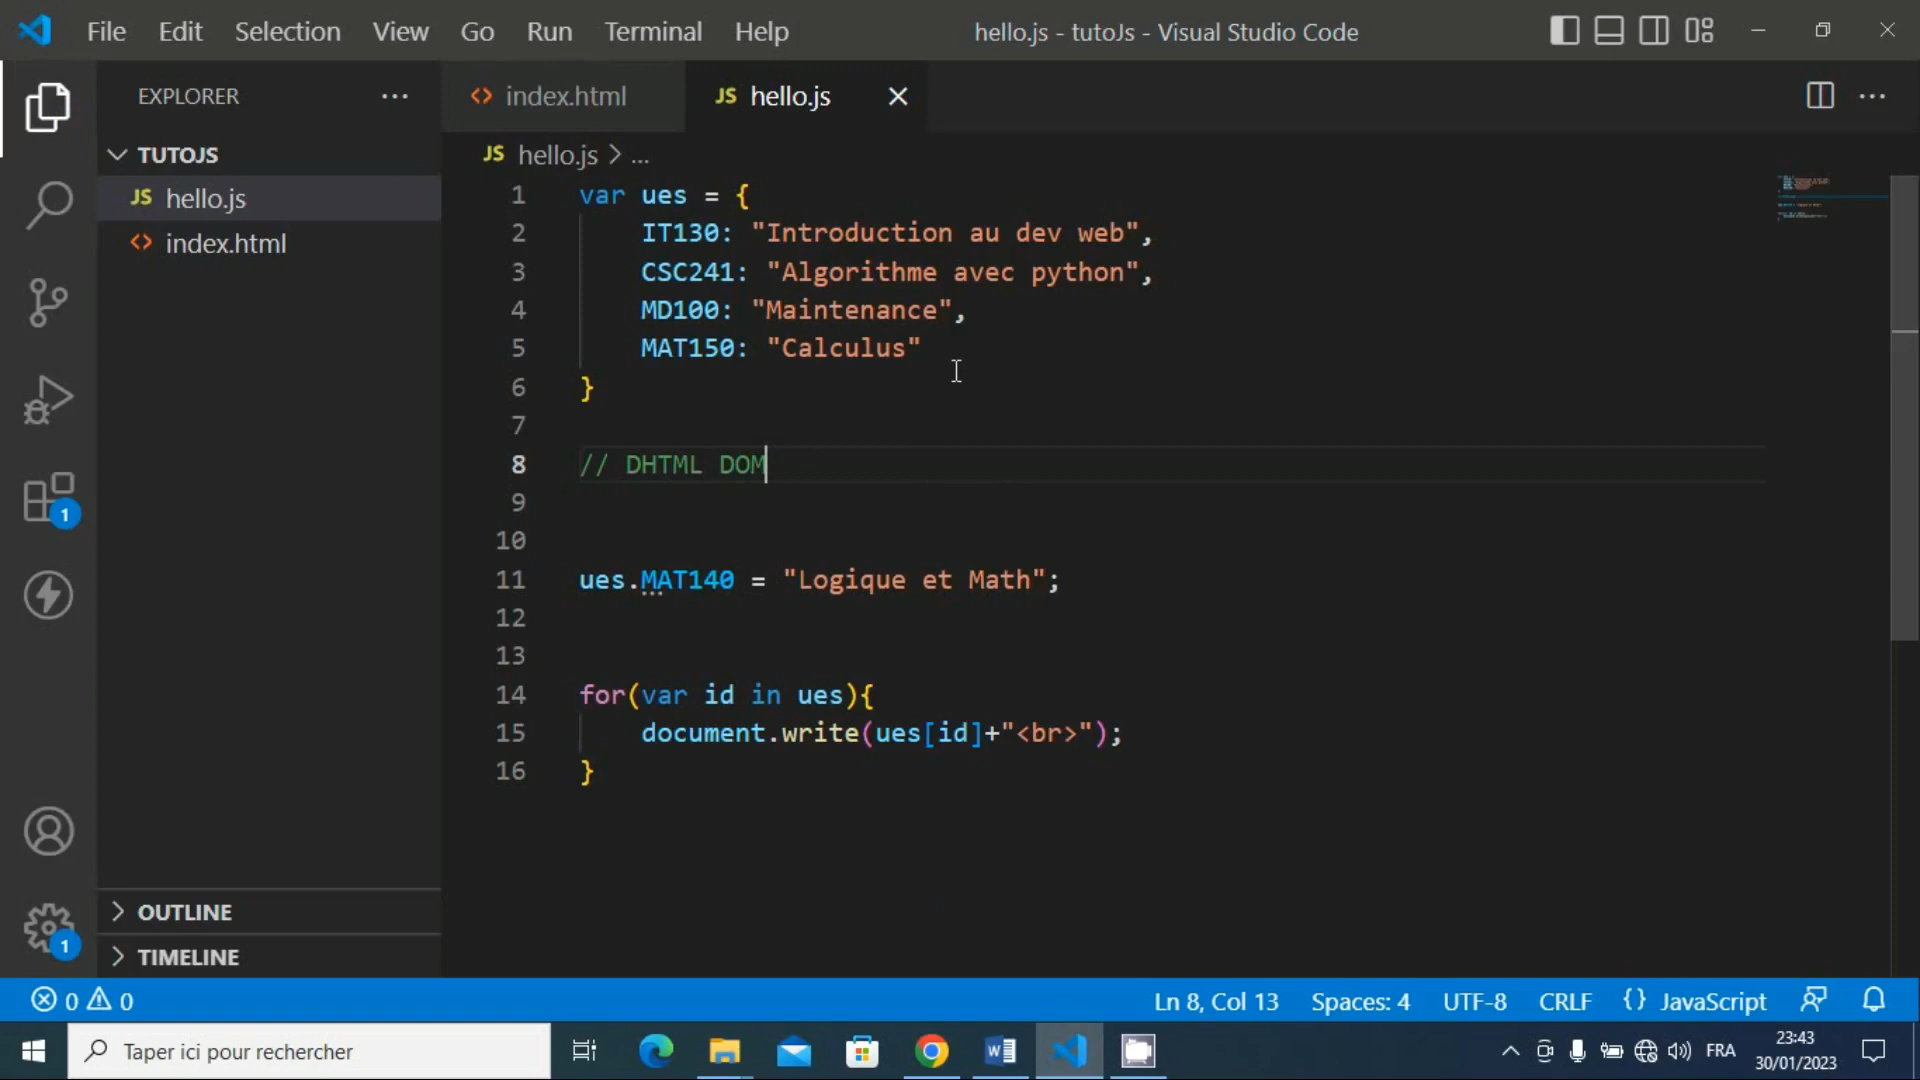 File Edit Selection View Go Run Terminal Help hello.js - tutoJs - Visual Studio Code
EXPLORER ...
TUTOJS
JS hello.js
index.html
OUTLINE
TIMELINE
index.html JS hello.js
JS hello.js > ...
1 var ues = {
2 IT130: "Introduction au dev web",
3 CSC241: "Algorithme avec python",
4 MD100: "Maintenance",
5 MAT150: "Calculus"
6 }
7
8 // DHTML DOM
9
10
11 ues.MAT140 = "Logique et Math";
12
13
14 for(var id in ues){
15 document.write(ues[id]+"<br>");
16 }
1
1
0 0 Ln 8, Col 13 Spaces: 4 UTF-8 CRLF {} JavaScript
Taper ici pour rechercher
FRA
23:43
30/01/2023